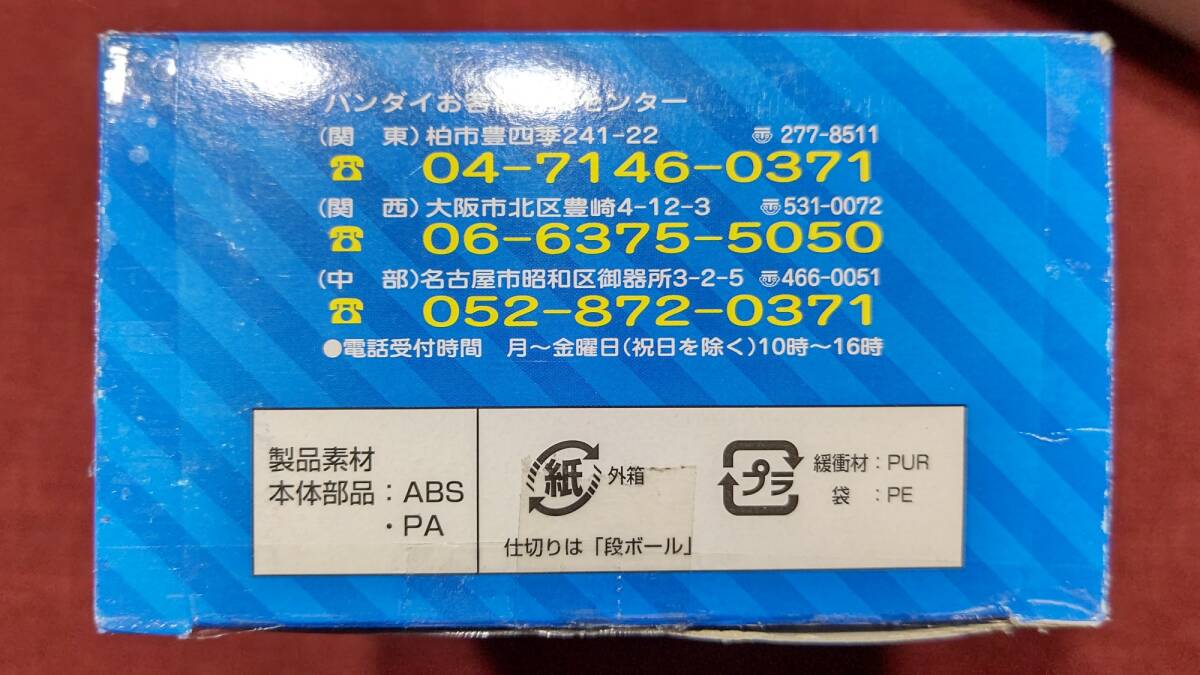 バンダイお客 センター
(関 東)柏市豊四季241-22 〠277-8511
☎ 04-7146-0371
(関 西)大阪市北区豊崎4-12-3 〠531-0072
☎ 06-6375-5050
(中 部)名古屋市昭和区御器所3-2-5 〠466-0051
☎ 052-872-0371
●電話受付時間 月〜金曜日(祝日を除く)10時〜16時
製品素材
本体部品:ABS
・PA
紙 外箱
仕切りは「段ボール」
プラ 緩衝材:PUR
袋 :PE